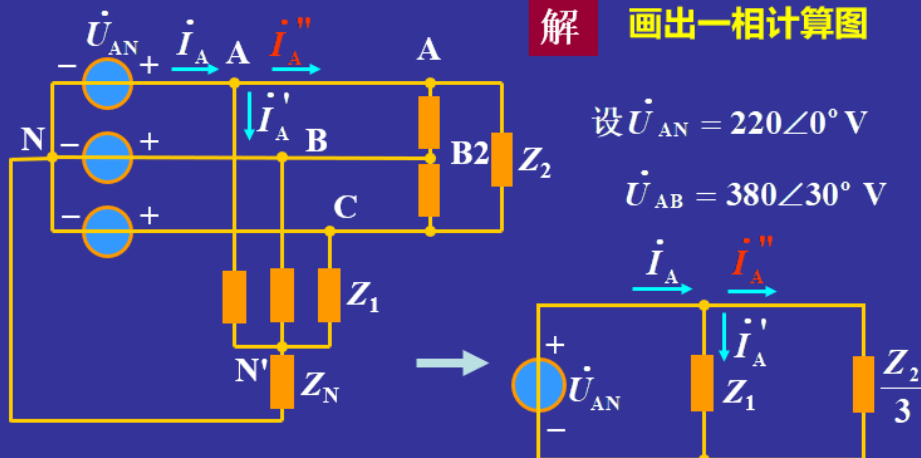 解 画出一相计算图
U̇AN
İA A İA" A
− +
İA'
N − + B B2 Z2
设 U̇AN = 220∠0° V
− + C
U̇AB = 380∠30° V
Z1
İA İA"
N' ZN
+ U̇AN −
İA'
Z1
Z2/3